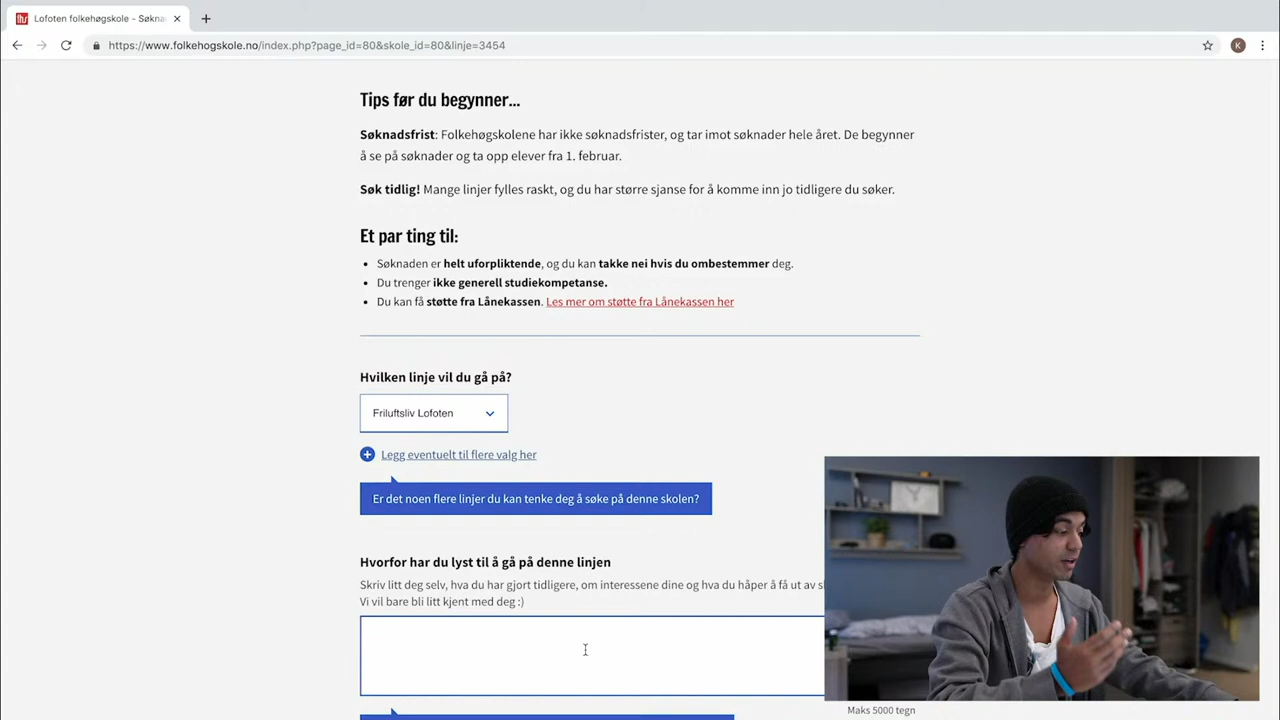 Lofoten folkehøgskole - Søkna
https://www.folkehogskole.no/index.php?page_id=80&skole_id=80&linje=3454
K
Tips før du begynner...
Søknadsfrist: Folkehøgskolene har ikke søknadsfrister, og tar imot søknader hele året. De begynner
å se på søknader og ta opp elever fra 1. februar.
Søk tidlig! Mange linjer fylles raskt, og du har større sjanse for å komme inn jo tidligere du søker.
Et par ting til:
Søknaden er helt uforpliktende, og du kan takke nei hvis du ombestemmer deg.
Du trenger ikke generell studiekompetanse.
Du kan få støtte fra Lånekassen. Les mer om støtte fra Lånekassen her
Hvilken linje vil du gå på?
Friluftsliv Lofoten
Legg eventuelt til flere valg her
Er det noen flere linjer du kan tenke deg å søke på denne skolen?
Hvorfor har du lyst til å gå på denne linjen
Skriv litt deg selv, hva du har gjort tidligere, om interessene dine og hva du håper å få ut av
Vi vil bare bli litt kjent med deg :)
Maks 5000 tegn